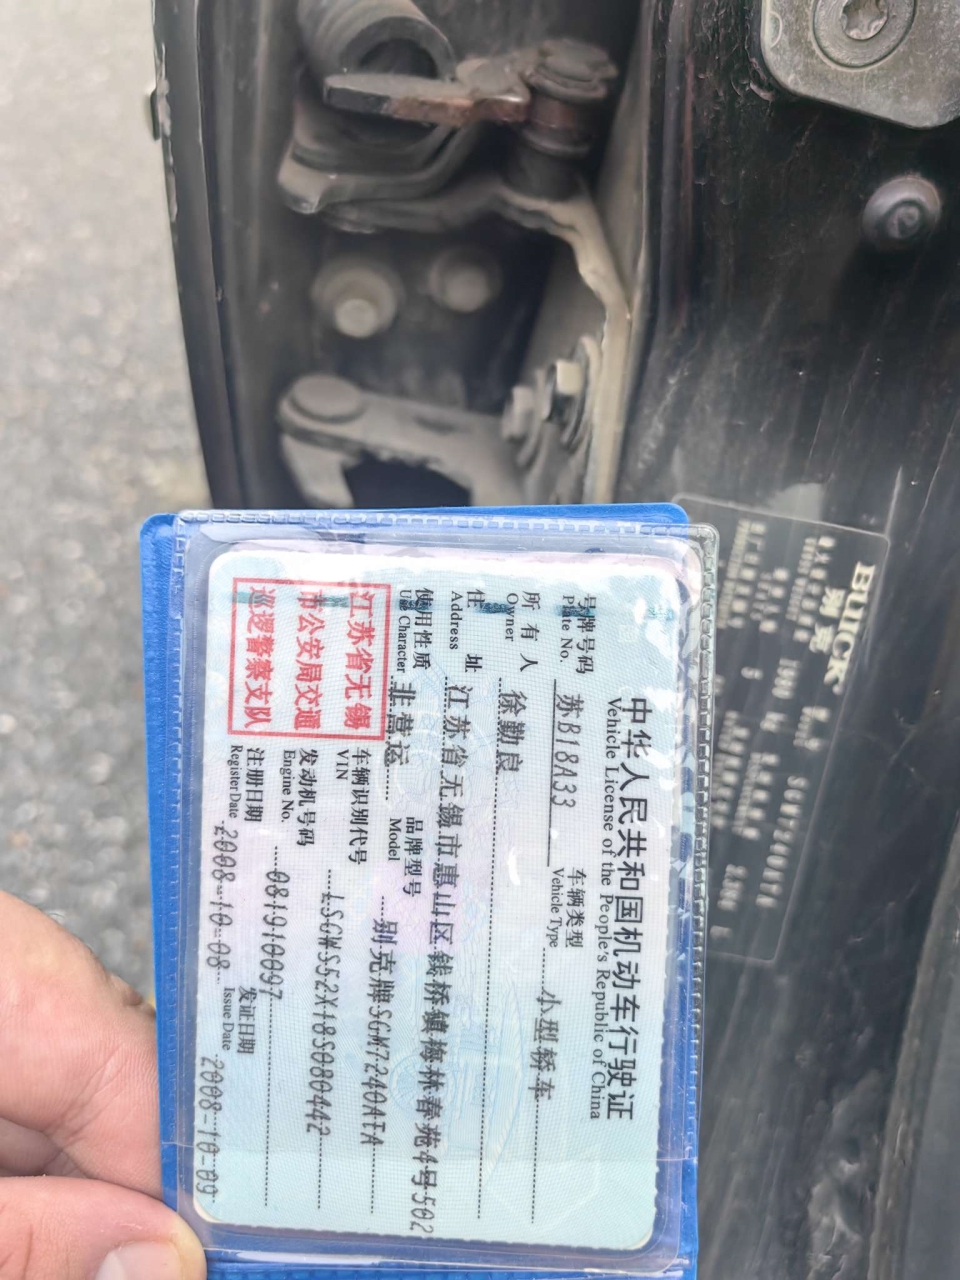 中华人民共和国机动车行驶证
Vehicle License of the People's Republic of China
号牌号码 苏B18A33 车辆类型 小型轿车
Plate No. Vehicle Type
所有人 徐勤良
Owner
住址 江苏省无锡市惠山区钱桥镇梅林春苑4号502
Address
使用性质 非营运 品牌型号 别克牌SGM7240ATA
Use Character Model
江苏省无锡
市公安局交通
巡逻警察支队
车辆识别代号 LSGWS52X18S080442
VIN
发动机号码 081910097
Engine No.
注册日期 2008-10-08 发证日期 2008-10-09
Register Date Issue Date
BUICK
别克
SGM7240ATA